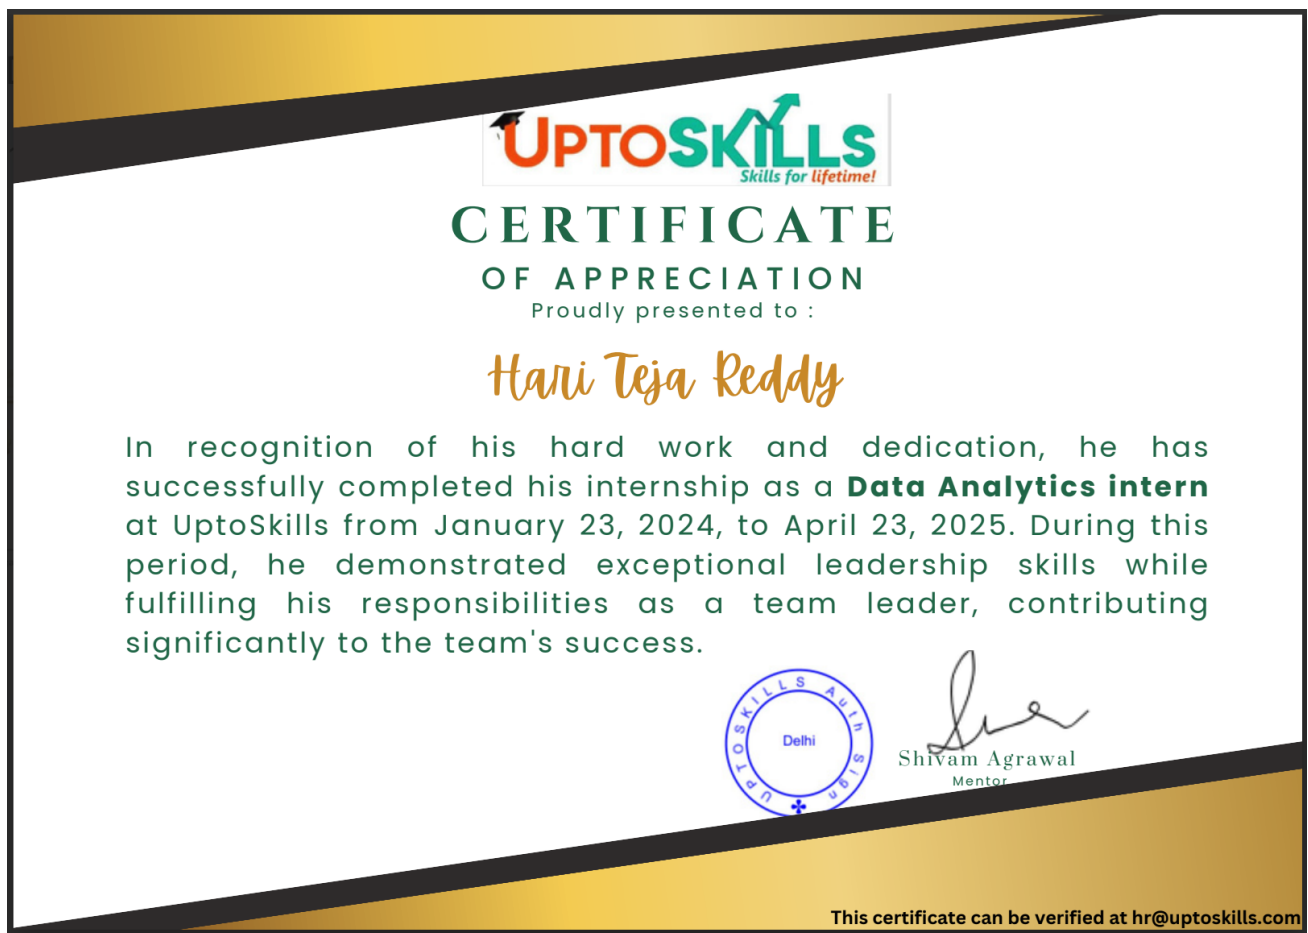 UPTOSKILLS
Skills for lifetime!
CERTIFICATE
OF APPRECIATION
Proudly presented to :
Hari Teja Reddy
In recognition of his hard work and dedication, he has
successfully completed his internship as a Data Analytics intern
at UptoSkills from January 23, 2024, to April 23, 2025. During this
period, he demonstrated exceptional leadership skills while
fulfilling his responsibilities as a team leader, contributing
significantly to the team's success.
UPTOSKILLS Auth Sign
Delhi
Shivam Agrawal
Mentor
This certificate can be verified at hr@uptoskills.com